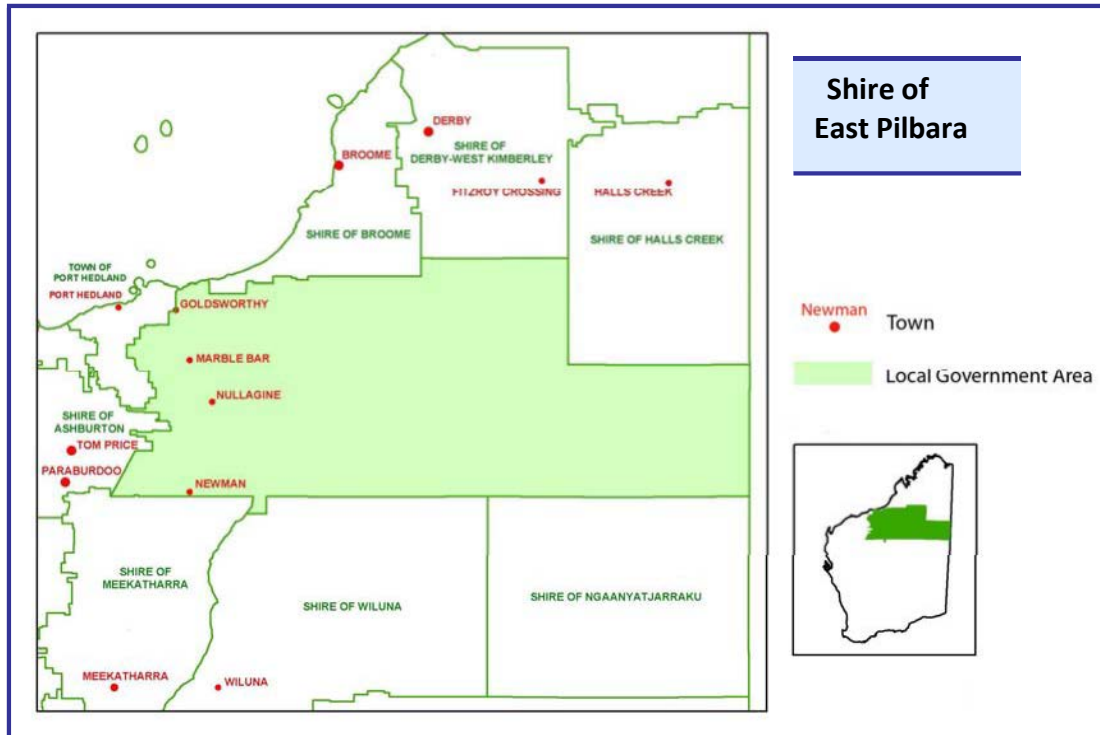 Shire of
East Pilbara
DERBY
BROOME
SHIRE OF
DERBY-WEST KIMBERLEY
FITZROY CROSSING
HALLS CREEK
SHIRE OF BROOME
SHIRE OF HALLS CREEK
TOWN OF
PORT HEDLAND
PORT HEDLAND
GOLDSWORTHY
MARBLE BAR
NULLAGINE
SHIRE OF
ASHBURTON
TOM PRICE
PARABURDOO
NEWMAN
SHIRE OF
MEEKATHARRA
SHIRE OF WILUNA
SHIRE OF NGAANYATJARRAKU
MEEKATHARRA
WILUNA
Newman
Town
Local Government Area